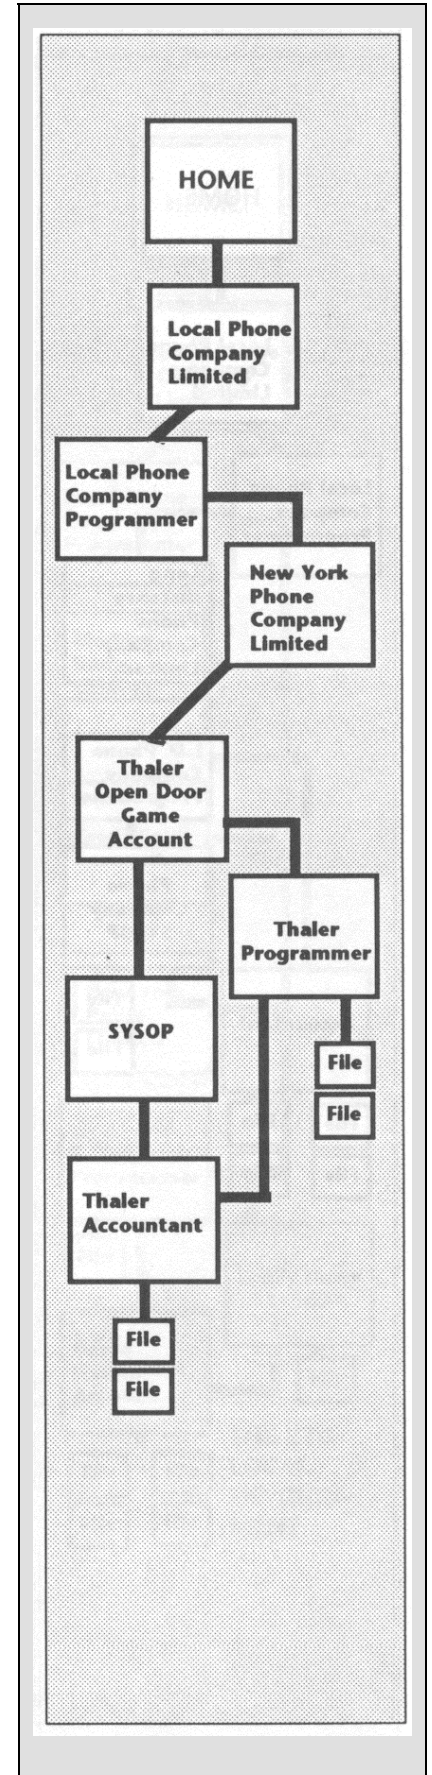 HOME
Local Phone
Company
Limited
Local Phone
Company
Programmer
New York
Phone
Company
Limited
Thaler
Open Door
Game
Account
Thaler
Programmer
SYSOP
File
File
Thaler
Accountant
File
File